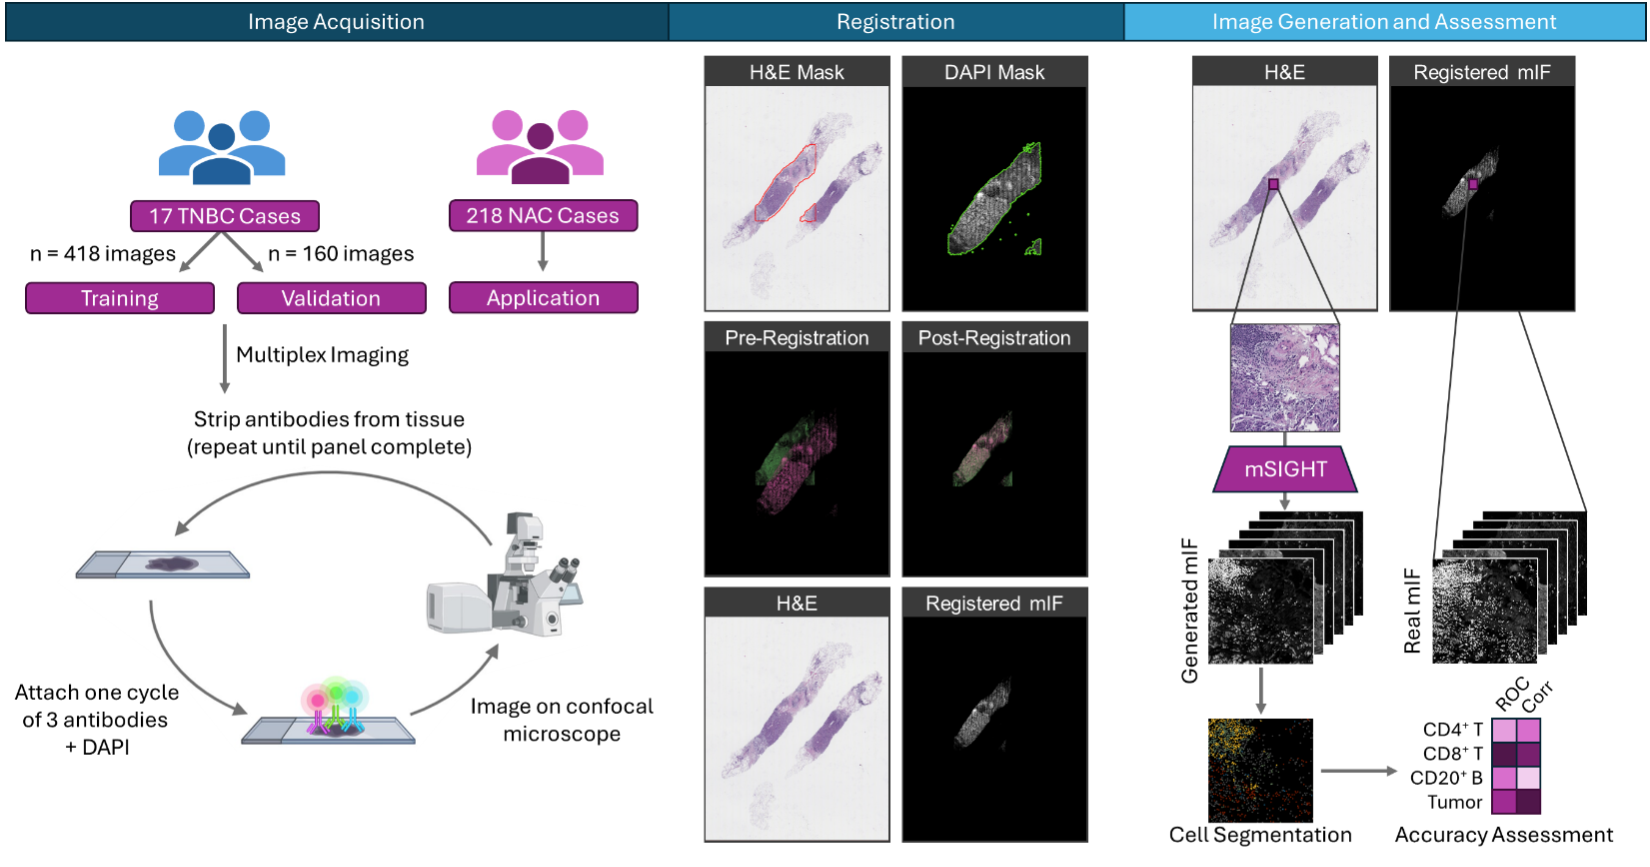 Image Acquisition
Registration
Image Generation and Assessment
17 TNBC Cases
218 NAC Cases
n = 418 images
n = 160 images
Training
Validation
Application
Multiplex Imaging
Strip antibodies from tissue
(repeat until panel complete)
Attach one cycle
of 3 antibodies
+ DAPI
Image on confocal
microscope
H&E Mask
DAPI Mask
Pre-Registration
Post-Registration
H&E
Registered mIF
H&E
Registered mIF
mSIGHT
Generated mIF
Real mIF
Cell Segmentation
ROC
Corr
CD4⁺ T
CD8⁺ T
CD20⁺ B
Tumor
Accuracy Assessment